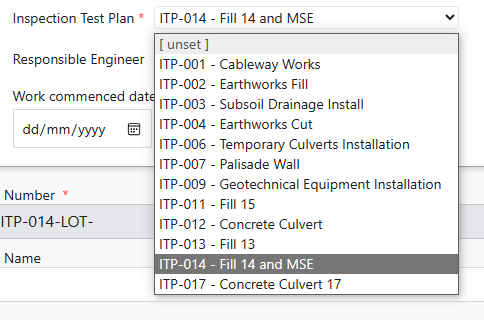 Inspection Test Plan * ITP-014 - Fill 14 and MSE
[ unset ]
Responsible Engineer
ITP-001 - Cableway Works
ITP-002 - Earthworks Fill
Work commenced date
ITP-003 - Subsoil Drainage Install
dd/mm/yyyy
ITP-004 - Earthworks Cut
ITP-006 - Temporary Culverts Installation
ITP-007 - Palisade Wall
ITP-009 - Geotechnical Equipment Installation
Number *
ITP-011 - Fill 15
ITP-014-LOT-
ITP-012 - Concrete Culvert
ITP-013 - Fill 13
Name
ITP-014 - Fill 14 and MSE
ITP-017 - Concrete Culvert 17